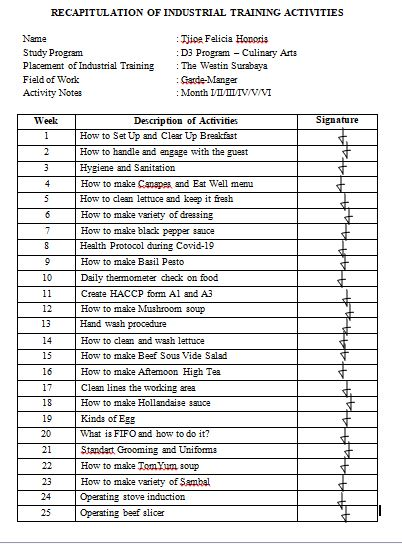 RECAPITULATION OF INDUSTRIAL TRAINING ACTIVITIES
Name : Tjioe Felicia Honoris
Study Program : D3 Program – Culinary Arts
Placement of Industrial Training : The Westin Surabaya
Field of Work : Garde-Manger
Activity Notes : Month I/II/III/IV/V/VI
Week Description of Activities Signature
1 How to Set Up and Clear Up Breakfast
2 How to handle and engage with the guest
3 Hygiene and Sanitation
4 How to make Canapes and Eat Well menu
5 How to clean lettuce and keep it fresh
6 How to make variety of dressing
7 How to make black pepper sauce
8 Health Protocol during Covid-19
9 How to make Basil Pesto
10 Daily thermometer check on food
11 Create HACCP form A1 and A3
12 How to make Mushroom soup
13 Hand wash procedure
14 How to clean and wash lettuce
15 How to make Beef Sous Vide Salad
16 How to make Afternoon High Tea
17 Clean lines the working area
18 How to make Hollandaise sauce
19 Kinds of Egg
20 What is FIFO and how to do it?
21 Standart Grooming and Uniforms
22 How to make TomYum soup
23 How to make variety of Sambal
24 Operating stove induction
25 Operating beef slicer